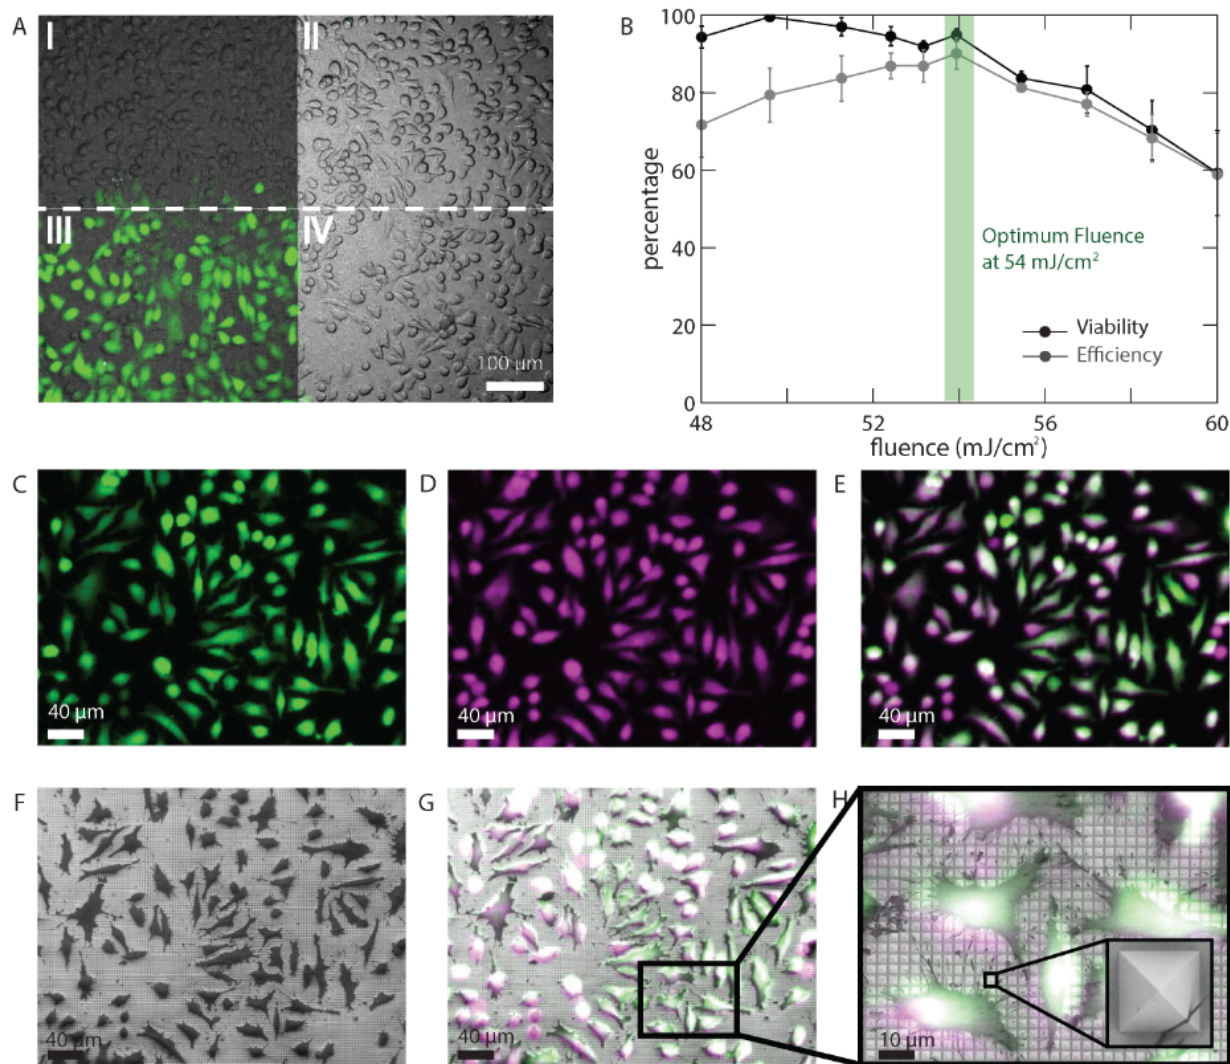 A
I
II
III
IV
100 μm
B
100
80
60
40
20
0
percentage
48
52
56
60
fluence (mJ/cm²)
Optimum Fluence
at 54 mJ/cm²
Viability
Efficiency
C
40 μm
D
40 μm
E
40 μm
F
40 μm
G
40 μm
H
10 μm